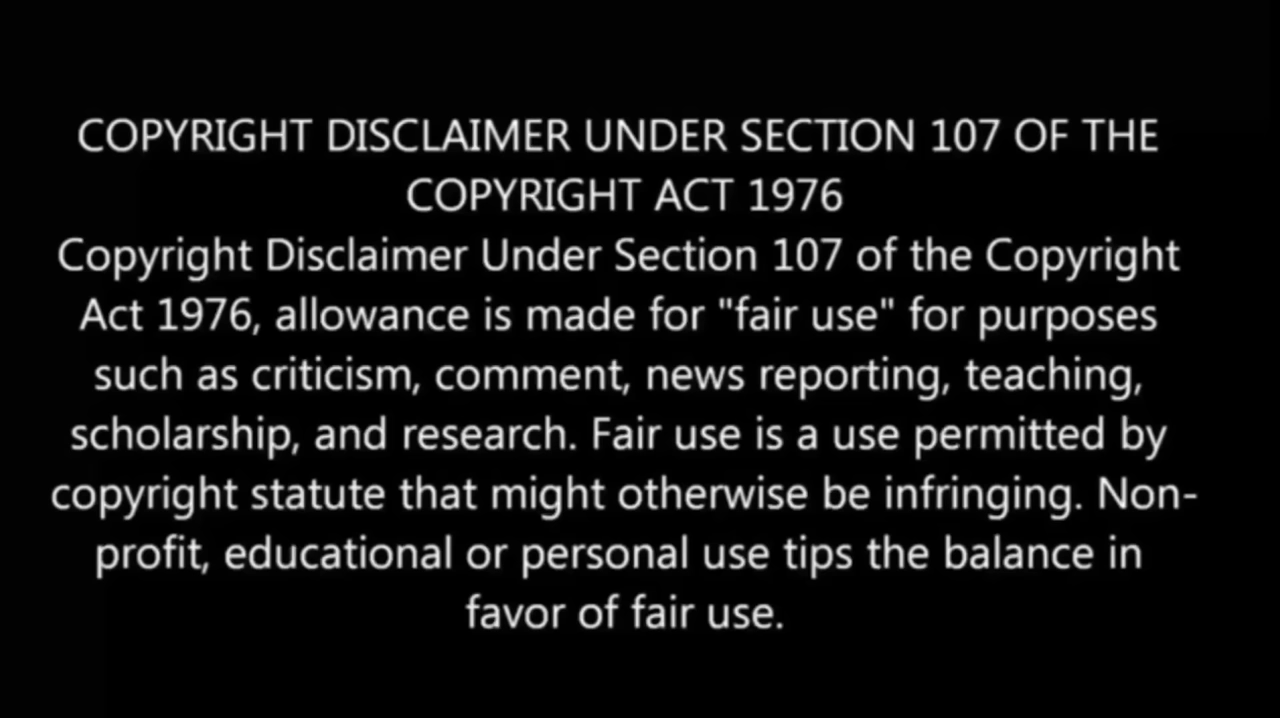 COPYRIGHT DISCLAIMER UNDER SECTION 107 OF THE
COPYRIGHT ACT 1976
Copyright Disclaimer Under Section 107 of the Copyright
Act 1976, allowance is made for "fair use" for purposes
such as criticism, comment, news reporting, teaching,
scholarship, and research. Fair use is a use permitted by
copyright statute that might otherwise be infringing. Non-
profit, educational or personal use tips the balance in
favor of fair use.